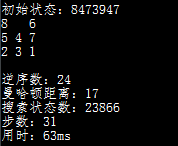 初始状态: 8473947
8   6
5 4 7
2 3 1

逆序数: 24
曼哈顿距离: 17
搜索状态数: 23866
步数: 31
用时: 63ms